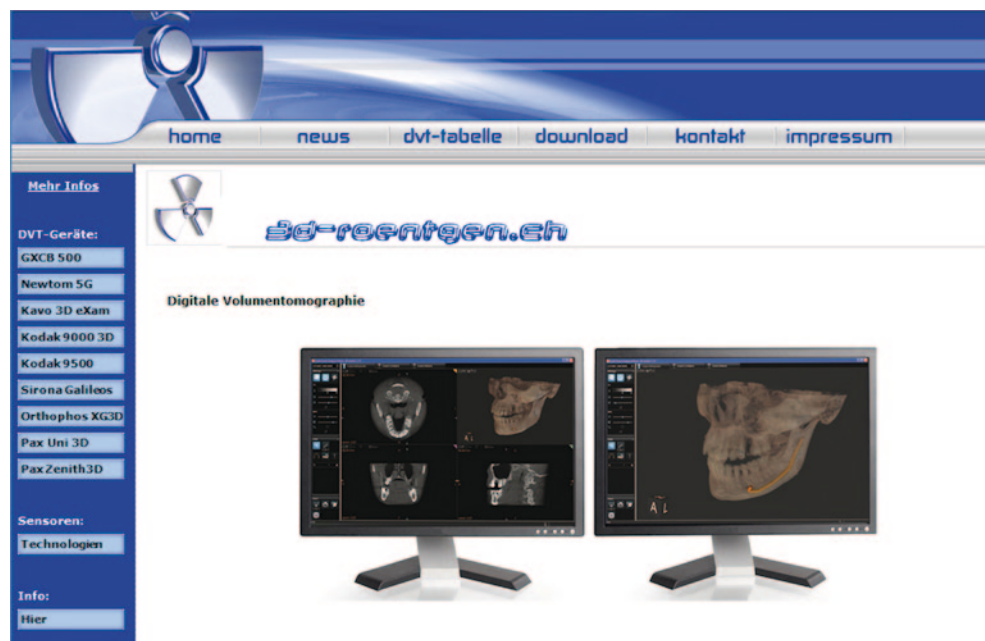 home news dvt-tabelle download kontakt impressum
Mehr Infos
3d-roentgen.ch
DVT-Geräte:
GXCB 500
Newtom 5G
Kavo 3D eXam
Kodak 9000 3D
Kodak 9500
Sirona Galileos
Orthophos XG3D
Pax Uni 3D
Pax Zenith3D
Digitale Volumentomographie
A L
Sensoren:
Technologien
Info:
Hier